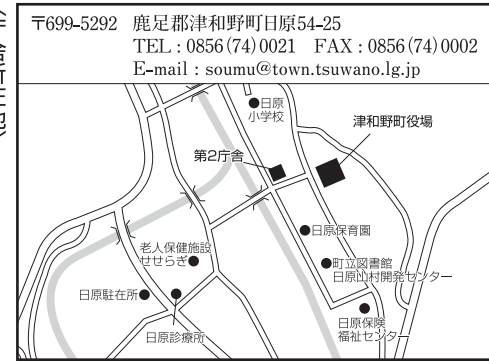 〒699-5292 鹿足郡津和野町日原54-25
TEL : 0856(74)0021 FAX : 0856(74)0002
E-mail : soumu@town.tsuwano.lg.jp
日原
小学校
津和野町役場
第2庁舎
日原保育園
老人保健施設
せせらぎ
町立図書館
日原山村開発センター
日原駐在所
日原診療所
日原保険
福祉センター